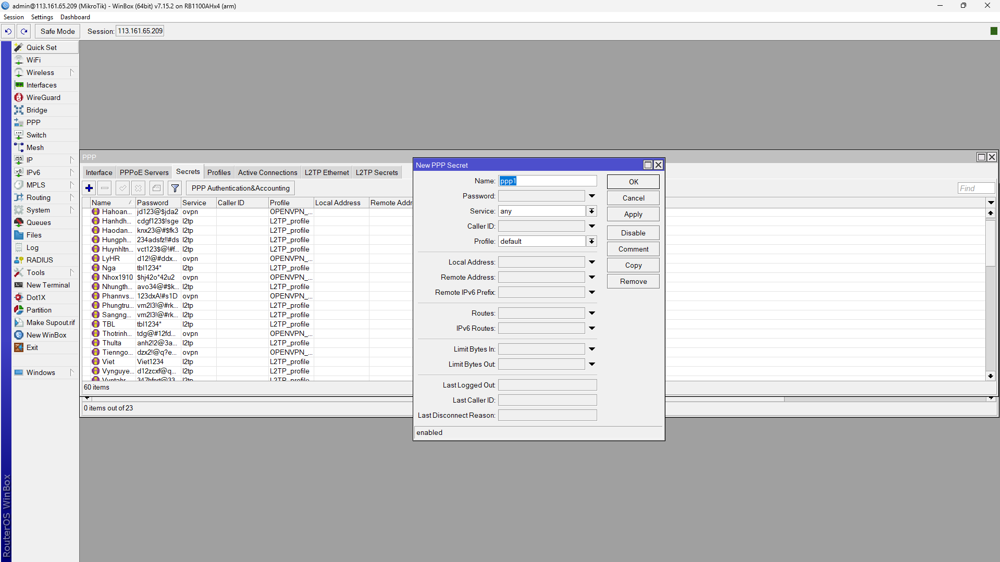 admin@113.161.65.209 (MikroTik) - WinBox (64bit) v7.15.2 on RB1100AHx4 (arm)
Session Settings Dashboard
Safe Mode Session: 113.161.65.209
Quick Set
WiFi
Wireless
Interfaces
WireGuard
Bridge
PPP
Switch
Mesh
IP
IPv6
MPLS
Routing
System
Queues
Files
Log
RADIUS
Tools
New Terminal
Dot1X
Partition
Make Supout.rif
New WinBox
Exit
Windows
RouterOS WinBox
PPP
Interface PPPoE Servers Secrets Profiles Active Connections L2TP Ethernet L2TP Secrets
PPP Authentication&Accounting Find
Name Password Service Caller ID Profile Local Address Remote Addr
Hahoan... jd123@$jda2 ovpn OPENVPN_...
Hanhdh... cdgf123$!sge l2tp L2TP_profile
Haodan... knx23@#$fk3 l2tp L2TP_profile
Hungph... 234adsfz!!#ds l2tp L2TP_profile
Huynhltn... vct123$@!#f... l2tp L2TP_profile
LyHR d12!@#ddx... ovpn OPENVPN_...
Nga tbl1234* l2tp L2TP_profile
Nhox1910 $hj42o*42u2 ovpn OPENVPN_...
Nhungth... avo34@#$k... l2tp L2TP_profile
Phannvs... 123dxA!#s1D ovpn OPENVPN_...
Phungtru... vm2l3!@#rk... l2tp L2TP_profile
Sangng... vm2l3!@#rk... l2tp L2TP_profile
TBL tbl1234* l2tp L2TP_profile
Thotrinh... tdg@#12fd... ovpn OPENVPN_...
Thulta anh2!2@3a... l2tp L2TP_profile
Tienngo... dzx2!@q?e... ovpn OPENVPN_...
Viet Viet1234 l2tp L2TP_profile
Vynguye... d12zcxf@q... l2tp L2TP_profile
l2tp L2TP_profile
60 items
0 items out of 23
New PPP Secret
Name: ppp1
Password:
Service: any
Caller ID:
Profile: default
Local Address:
Remote Address:
Remote IPv6 Prefix:
Routes:
IPv6 Routes:
Limit Bytes In:
Limit Bytes Out:
Last Logged Out:
Last Caller ID:
Last Disconnect Reason:
enabled
OK
Cancel
Apply
Disable
Comment
Copy
Remove